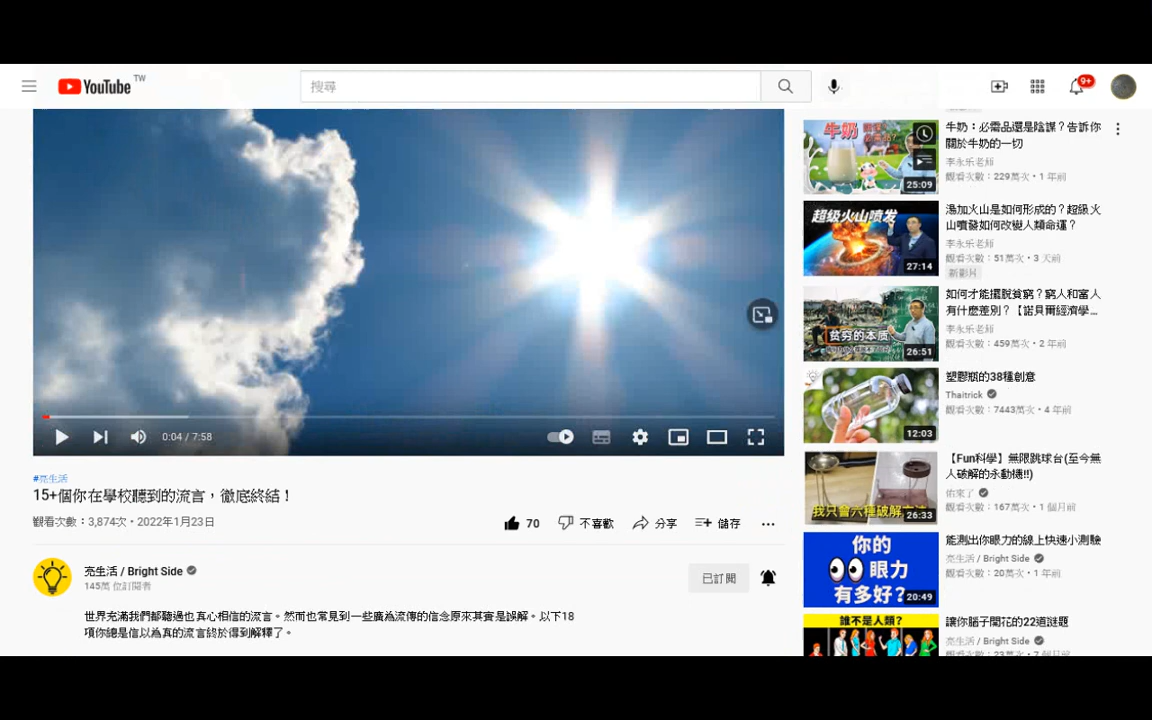 YouTube TW
搜尋
9+
0:04 / 7:58
#亮生活
15+個你在學校聽到的流言，徹底終結！
觀看次數：3,874次・2022年1月23日
70
不喜歡
分享
儲存
亮生活 / Bright Side
145萬 位訂閱者
已訂閱
世界充滿我們都聽過也真心相信的流言。然而也常見到一些廣為流傳的信念原來其實是誤解。以下18
項你總是信以為真的流言終於得到解釋了。
牛奶
25:09
牛奶：必需品還是陰謀？告訴你
關於牛奶的一切
李永乐老师
觀看次數：229萬次・1 年前
超级火山喷发
27:14
湯加火山是如何形成的？超級火
山噴發如何改變人類命運？
李永乐老师
觀看次數：51萬次・3 天前
新影片
贫穷的本质
26:51
如何才能擺脫貧窮？窮人和富人
有什麼差別？【諾貝爾經濟學...
李永乐老师
觀看次數：459萬次・2 年前
12:03
塑膠瓶的38種創意
Thaitrick
觀看次數：7443萬次・4 年前
我只會六種破解方法
26:33
【Fun科學】無限跳球台(至今無
人破解的永動機!!)
佑來了
觀看次數：167萬次・1 個月前
你的
眼力
有多好？
20:49
能測出你眼力的線上快速小測驗
亮生活 / Bright Side
觀看次數：20萬次・1 年前
誰不是人類？
讓你腦子開花的22道謎題
亮生活 / Bright Side
觀看次數：23萬次・7 個月前